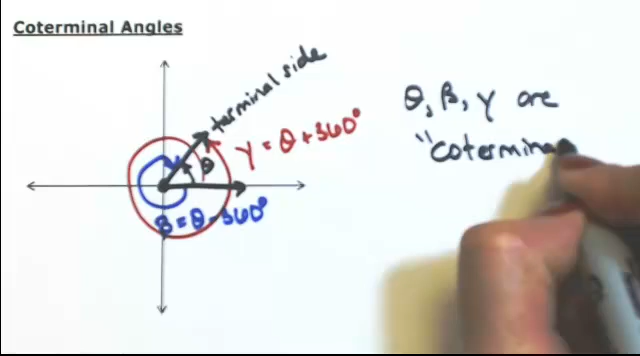 Coterminal Angles
terminal side
γ = θ + 360°
θ
β = θ - 360°
θ, β, γ are
"cotermina